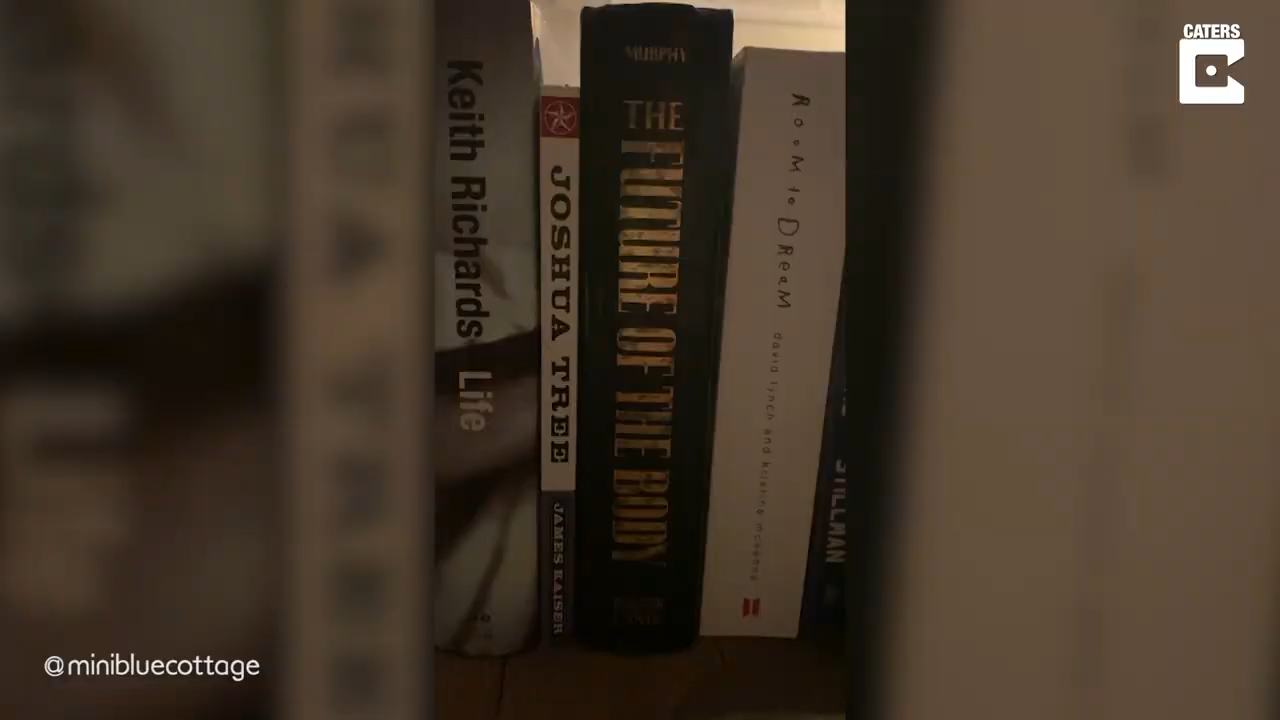 CATERS
Keith Richards Life
JOSHUA TREE
JAMES KAISER
MURPHY
THE
FUTURE OF THE BODY
Room to DReaM
david lynch and kristine mckenna
STILLMAN
@minibluecottage